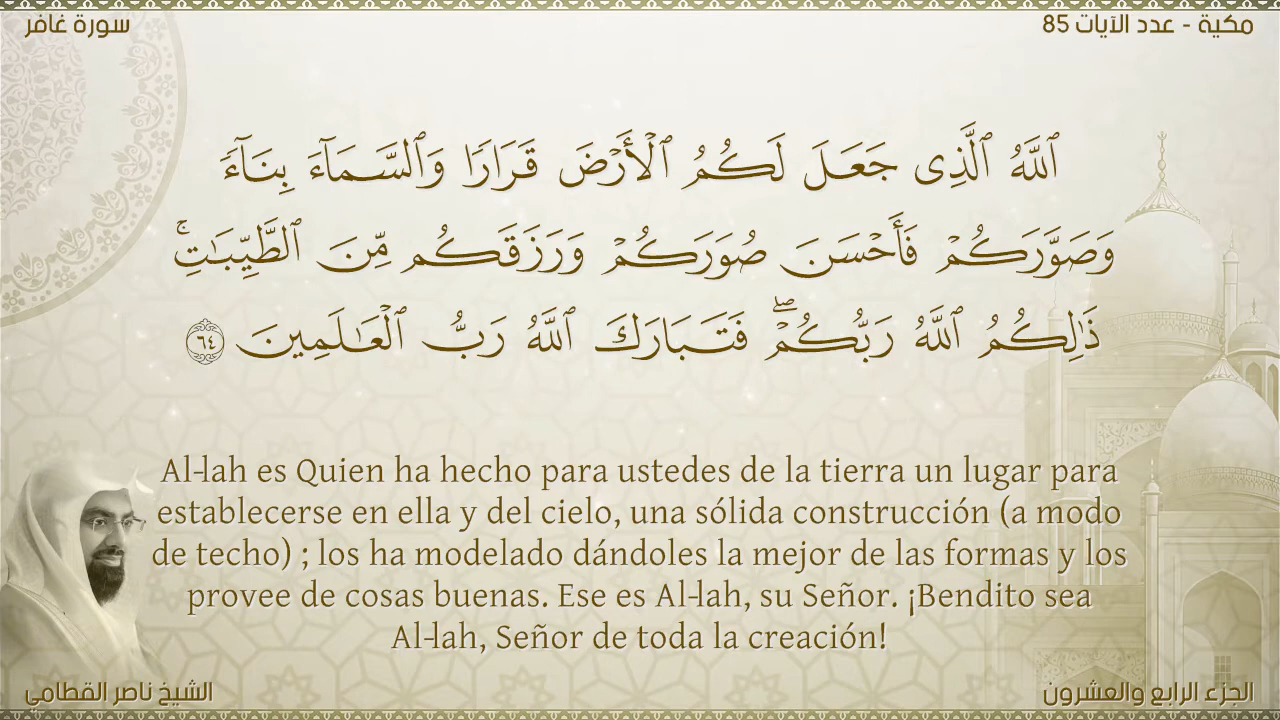 سورة غافر
مكية - عدد الآيات 85
ٱللَّهُ ٱلَّذِى جَعَلَ لَكُمُ ٱلْأَرْضَ قَرَارًا وَٱلسَّمَآءَ بِنَآءً
وَصَوَّرَكُمْ فَأَحْسَنَ صُوَرَكُمْ وَرَزَقَكُم مِّنَ ٱلطَّيِّبَٰتِ ۚ
ذَٰلِكُمُ ٱللَّهُ رَبُّكُمْ ۖ فَتَبَارَكَ ٱللَّهُ رَبُّ ٱلْعَٰلَمِينَ ٦٤
Al-lah es Quien ha hecho para ustedes de la tierra un lugar para
establecerse en ella y del cielo, una sólida construcción (a modo
de techo) ; los ha modelado dándoles la mejor de las formas y los
provee de cosas buenas. Ese es Al-lah, su Señor. ¡Bendito sea
Al-lah, Señor de toda la creación!
الشيخ ناصر القطامي
الجزء الرابع والعشرون